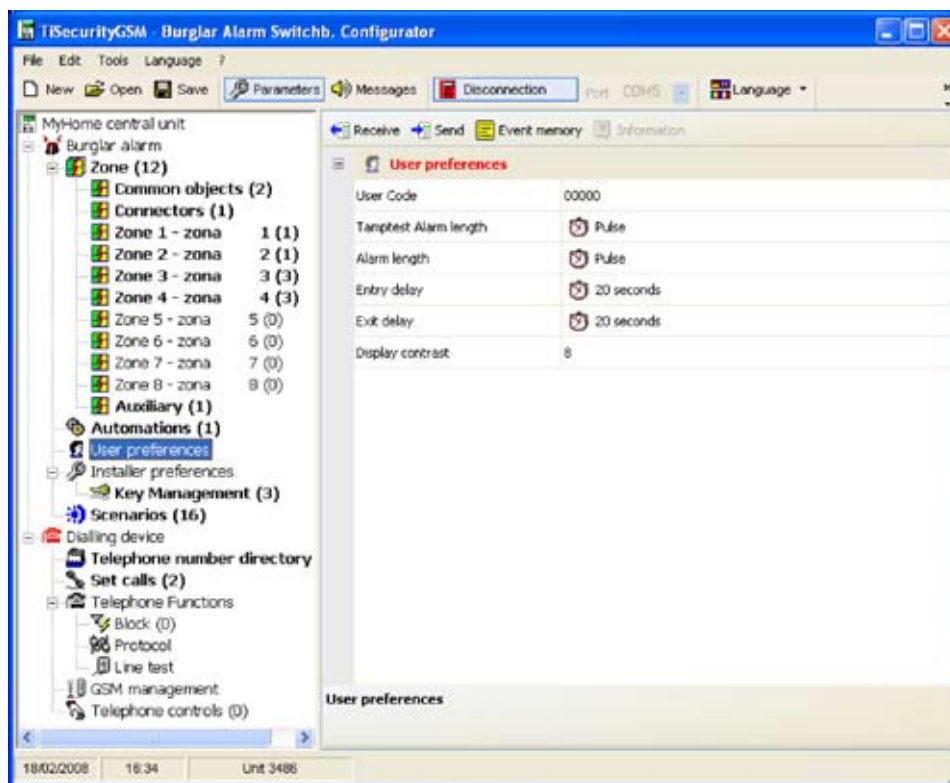 TiSecurityGSM - Burglar Alarm Switchb. Configurator
File Edit Tools Language ?
New Open Save Parameters Messages Disconnection Port COM5 Language
MyHome central unit
Burglar alarm
Zone (12)
Common objects (2)
Connectors (1)
Zone 1 - zona 1 (1)
Zone 2 - zona 2 (1)
Zone 3 - zona 3 (3)
Zone 4 - zona 4 (3)
Zone 5 - zona 5 (0)
Zone 6 - zona 6 (0)
Zone 7 - zona 7 (0)
Zone 8 - zona 8 (0)
Auxiliary (1)
Automations (1)
User preferences
Installer preferences
Key Management (3)
Scenarios (16)
Dialling device
Telephone number directory
Set calls (2)
Telephone Functions
Block (0)
Protocol
Line test
GSM management
Telephone controls (0)
Receive Send Event memory Information
User preferences
User Code 00000
Tamptest Alarm length Pulse
Alarm length Pulse
Entry delay 20 seconds
Exit delay 20 seconds
Display contrast 8
User preferences
18/02/2008 16:34 Unit 3486